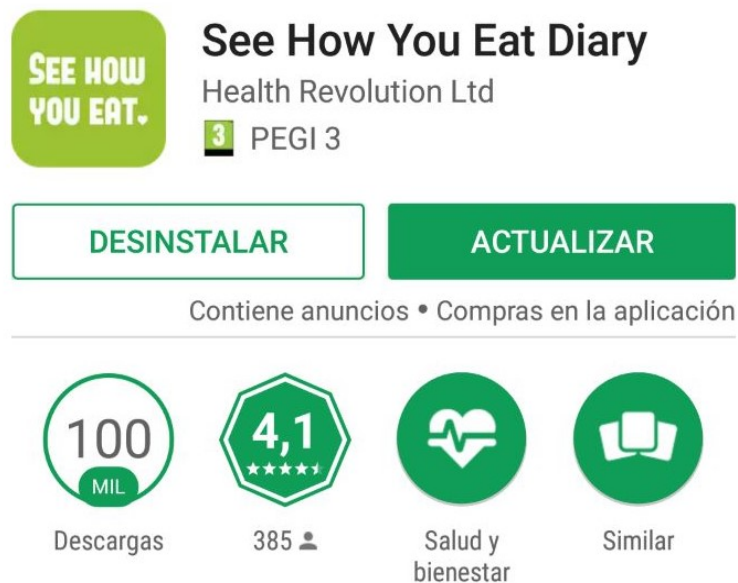 SEE HOW
YOU EAT
See How You Eat Diary
Health Revolution Ltd
3 PEGI 3
DESINSTALAR
ACTUALIZAR
Contiene anuncios • Compras en la aplicación
100
MIL
Descargas
4,1
385
Salud y
bienestar
Similar